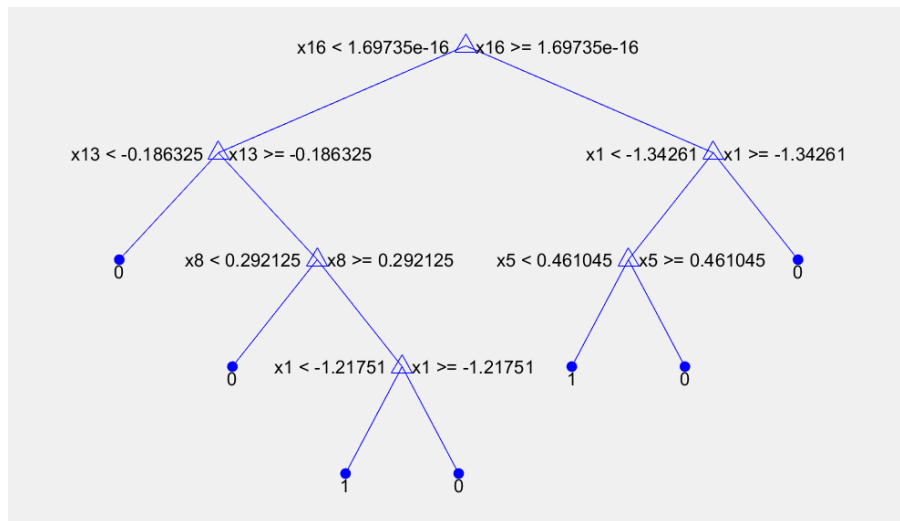 x16 < 1.69735e-16 x16 >= 1.69735e-16
x13 < -0.186325 x13 >= -0.186325 x1 < -1.34261 x1 >= -1.34261
0 x8 < 0.292125 x8 >= 0.292125 x5 < 0.461045 x5 >= 0.461045 0
0 x1 < -1.21751 x1 >= -1.21751 1 0
1 0